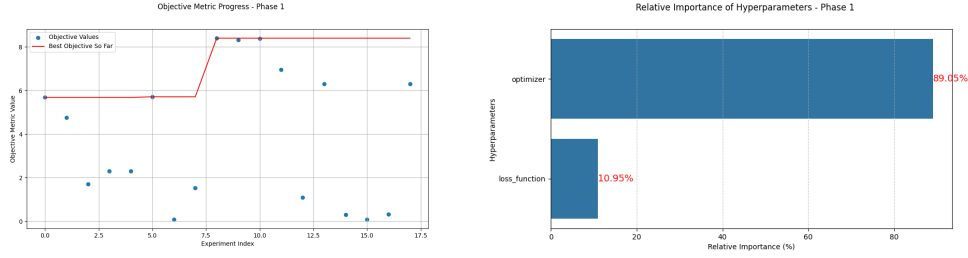 Objective Metric Progress - Phase 1
Objective Values
Best Objective So Far
Objective Metric Value
8
6
4
2
0
0.0 2.5 5.0 7.5 10.0 12.5 15.0 17.5
Experiment Index
Relative Importance of Hyperparameters - Phase 1
Hyperparameters
optimizer
89.05%
loss_function
10.95%
0 20 40 60 80
Relative Importance (%)